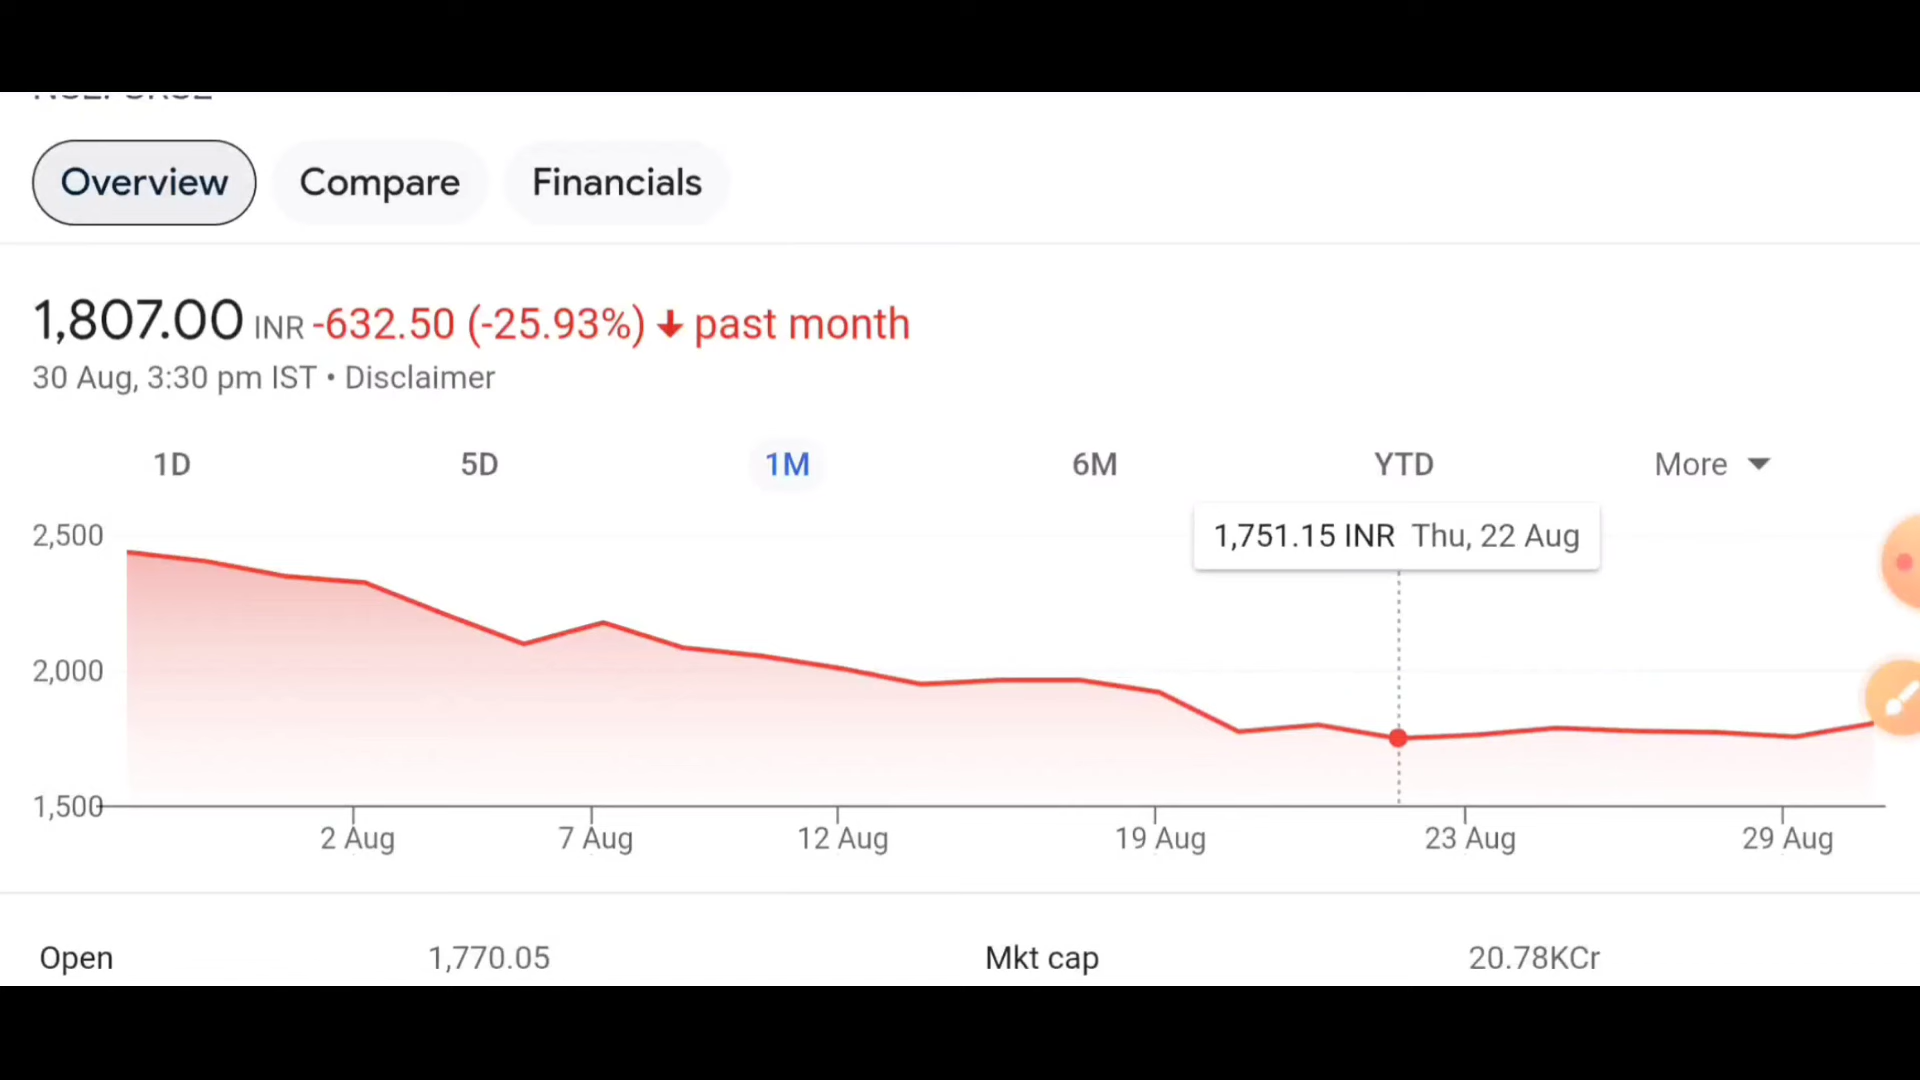 Overview Compare Financials
1,807.00 INR -632.50 (-25.93%) past month
30 Aug, 3:30 pm IST • Disclaimer
1D 5D 1M 6M YTD More
1,751.15 INR Thu, 22 Aug
2,500
2,000
1,500
2 Aug 7 Aug 12 Aug 19 Aug 23 Aug 29 Aug
Open 1,770.05 Mkt cap 20.78KCr